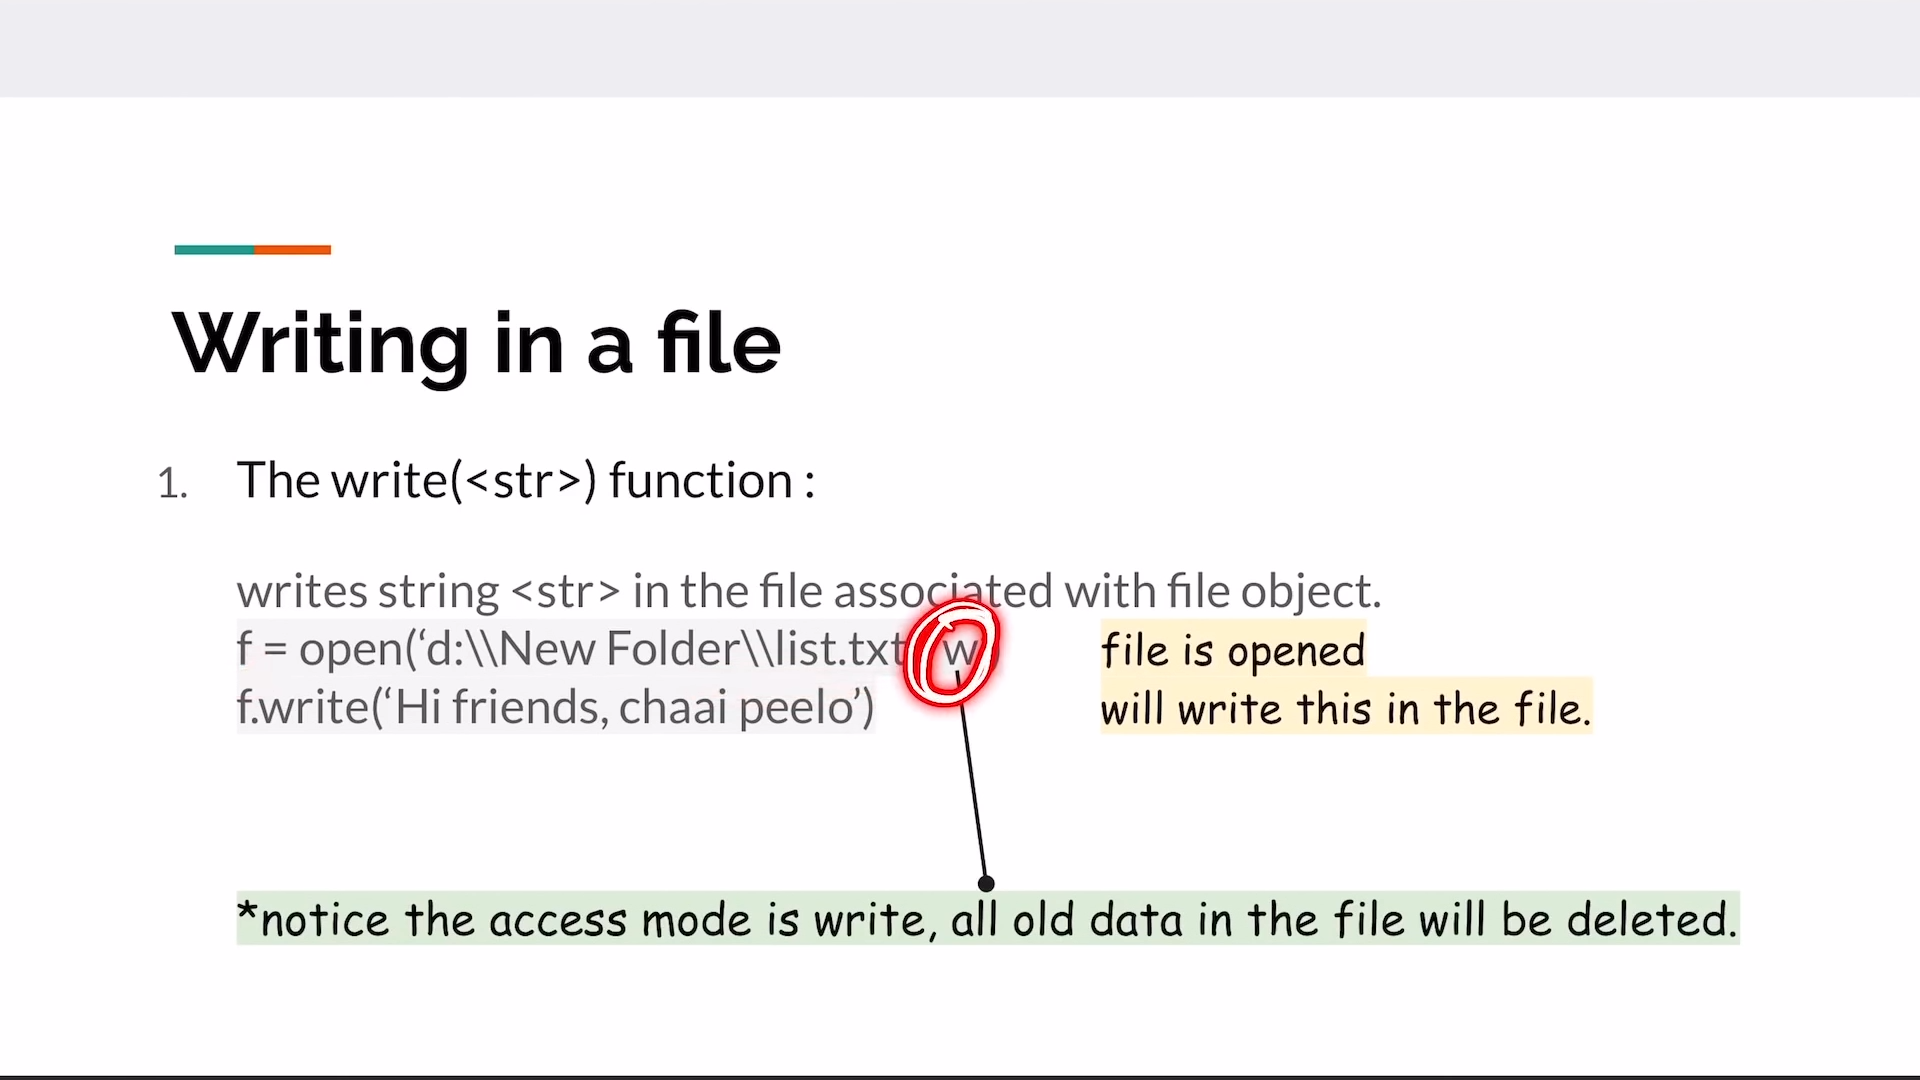 Writing in a file
1. The write(<str>) function :
writes string <str> in the file associated with file object.
f = open(‘d:\\New Folder\\list.txt w file is opened
f.write(‘Hi friends, chaai peelo’) will write this in the file.
*notice the access mode is write, all old data in the file will be deleted.